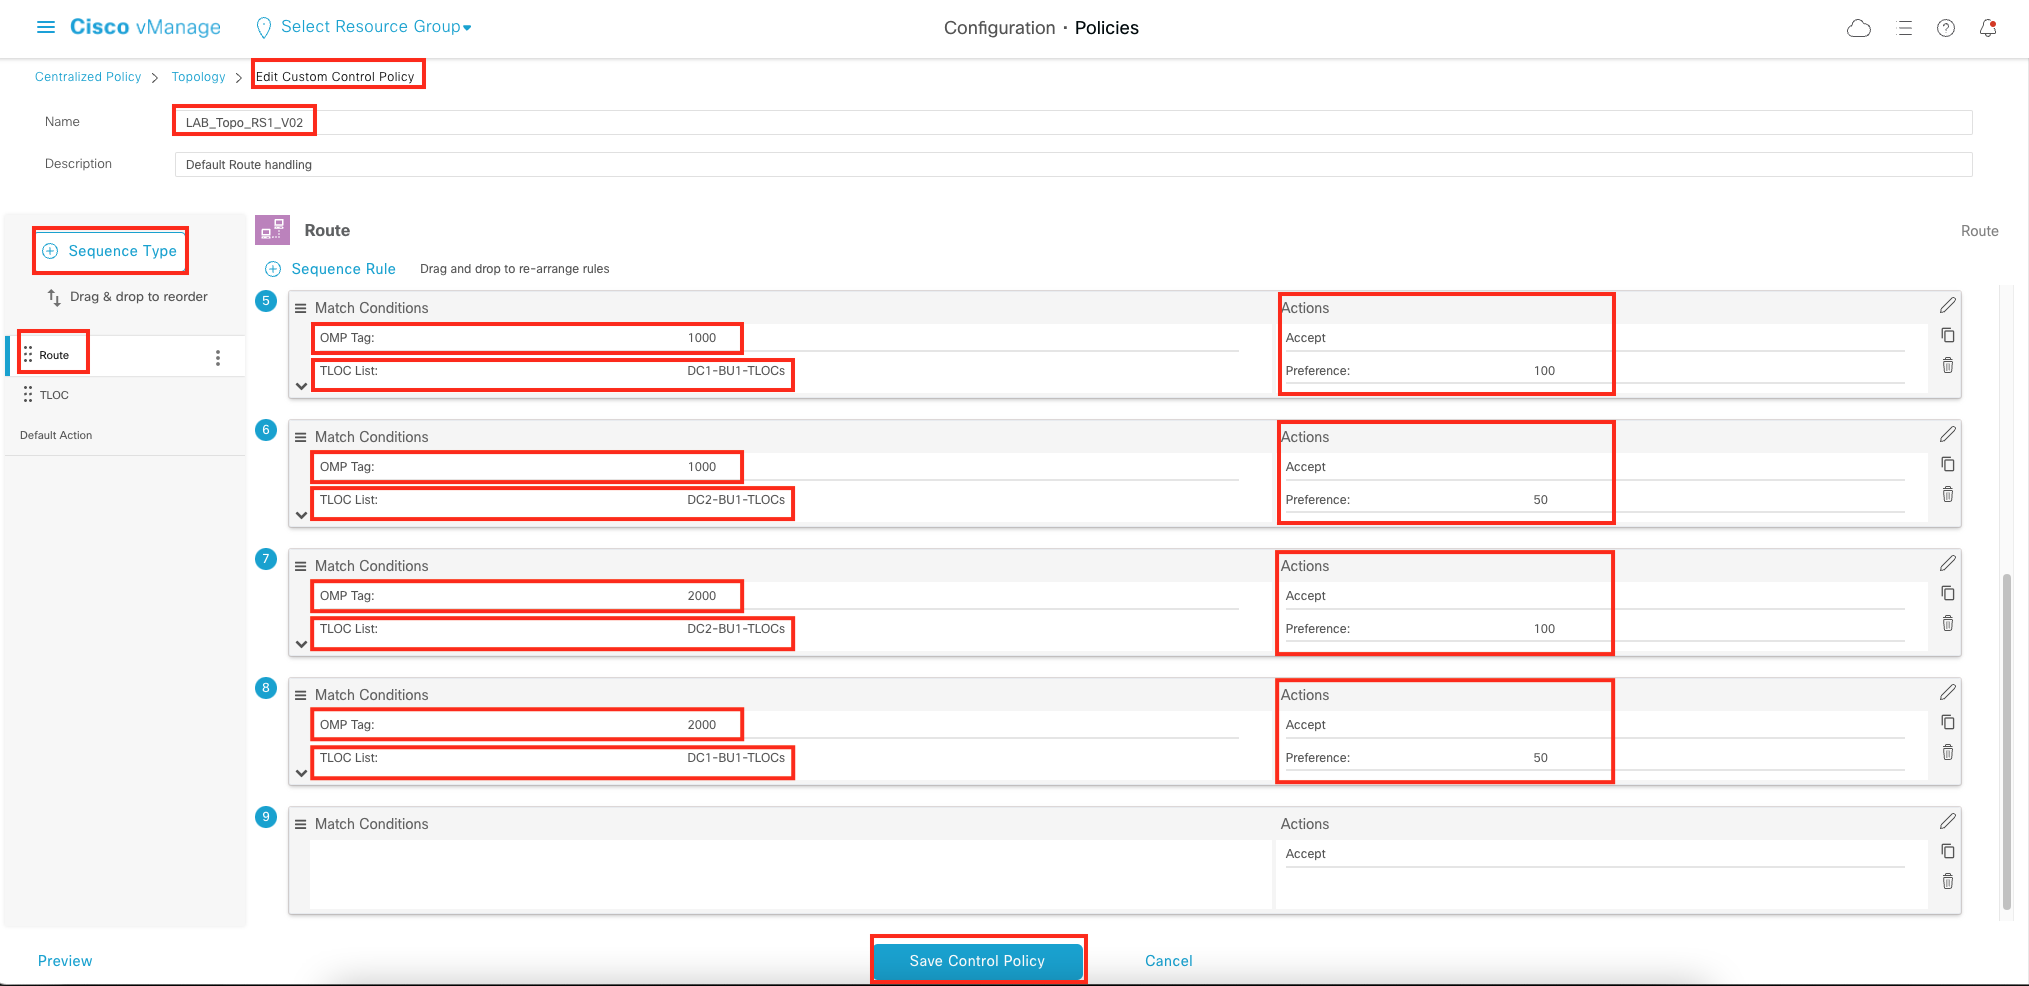 Cisco vManage
Select Resource Group
Configuration · Policies
Centralized Policy > Topology > Edit Custom Control Policy
Name
LAB_Topo_RS1_V02
Description
Default Route handling
Sequence Type
Drag & drop to reorder
Route
TLOC
Default Action
Route
Route
Sequence Rule
Drag and drop to re-arrange rules
5
Match Conditions
Actions
OMP Tag: 1000
Accept
TLOC List: DC1-BU1-TLOCs
Preference: 100
6
Match Conditions
Actions
OMP Tag: 1000
Accept
TLOC List: DC2-BU1-TLOCs
Preference: 50
7
Match Conditions
Actions
OMP Tag: 2000
Accept
TLOC List: DC2-BU1-TLOCs
Preference: 100
8
Match Conditions
Actions
OMP Tag: 2000
Accept
TLOC List: DC1-BU1-TLOCs
Preference: 50
9
Match Conditions
Actions
Accept
Preview
Save Control Policy
Cancel